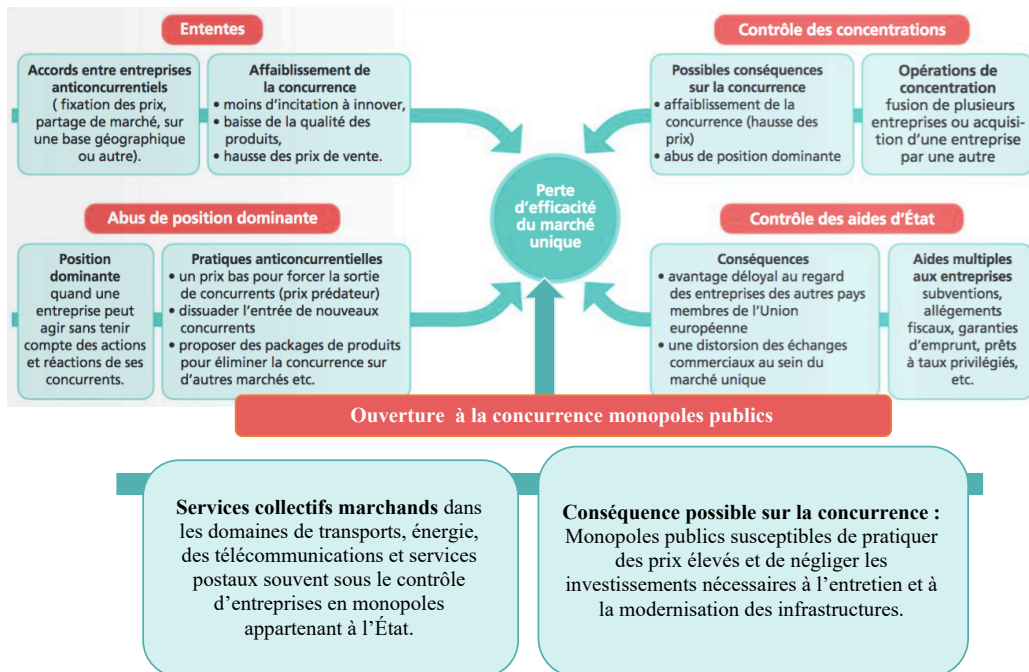 Ententes
Accords entre entreprises
anticoncurrentiels
( fixation des prix,
partage de marché, sur
une base géographique
ou autre).
Affaiblissement de
la concurrence
• moins d'incitation à innover,
• baisse de la qualité des
produits,
• hausse des prix de vente.
Contrôle des concentrations
Possibles conséquences
sur la concurrence
• affaiblissement de la
concurrence (hausse des
prix)
• abus de position dominante
Opérations de
concentration
fusion de plusieurs
entreprises ou acquisi-
tion d'une entreprise
par une autre
Perte
d'efficacité
du marché
unique
Abus de position dominante
Position
dominante
quand une
entreprise peut
agir sans tenir
compte des actions
et réactions de ses
concurrents.
Pratiques anticoncurrentielles
• un prix bas pour forcer la sortie
de concurrents (prix prédateur)
• dissuader l'entrée de nouveaux
concurrents
• proposer des packages de produits
pour éliminer la concurrence sur
d'autres marchés etc.
Contrôle des aides d'État
Conséquences
• avantage déloyal au regard
des entreprises des autres pays
membres de l'Union
européenne
• une distorsion des échanges
commerciaux au sein du
marché unique
Aides multiples
aux entreprises
subventions,
allégements
fiscaux, garanties
d'emprunt, prêts
à taux privilégiés,
etc.
Ouverture à la concurrence monopoles publics
Services collectifs marchands dans
les domaines de transports, énergie,
des télécommunications et services
postaux souvent sous le contrôle
d'entreprises en monopoles
appartenant à l'État.
Conséquence possible sur la concurrence :
Monopoles publics susceptibles de pratiquer
des prix élevés et de négliger les
investissements nécessaires à l'entretien et à
la modernisation des infrastructures.